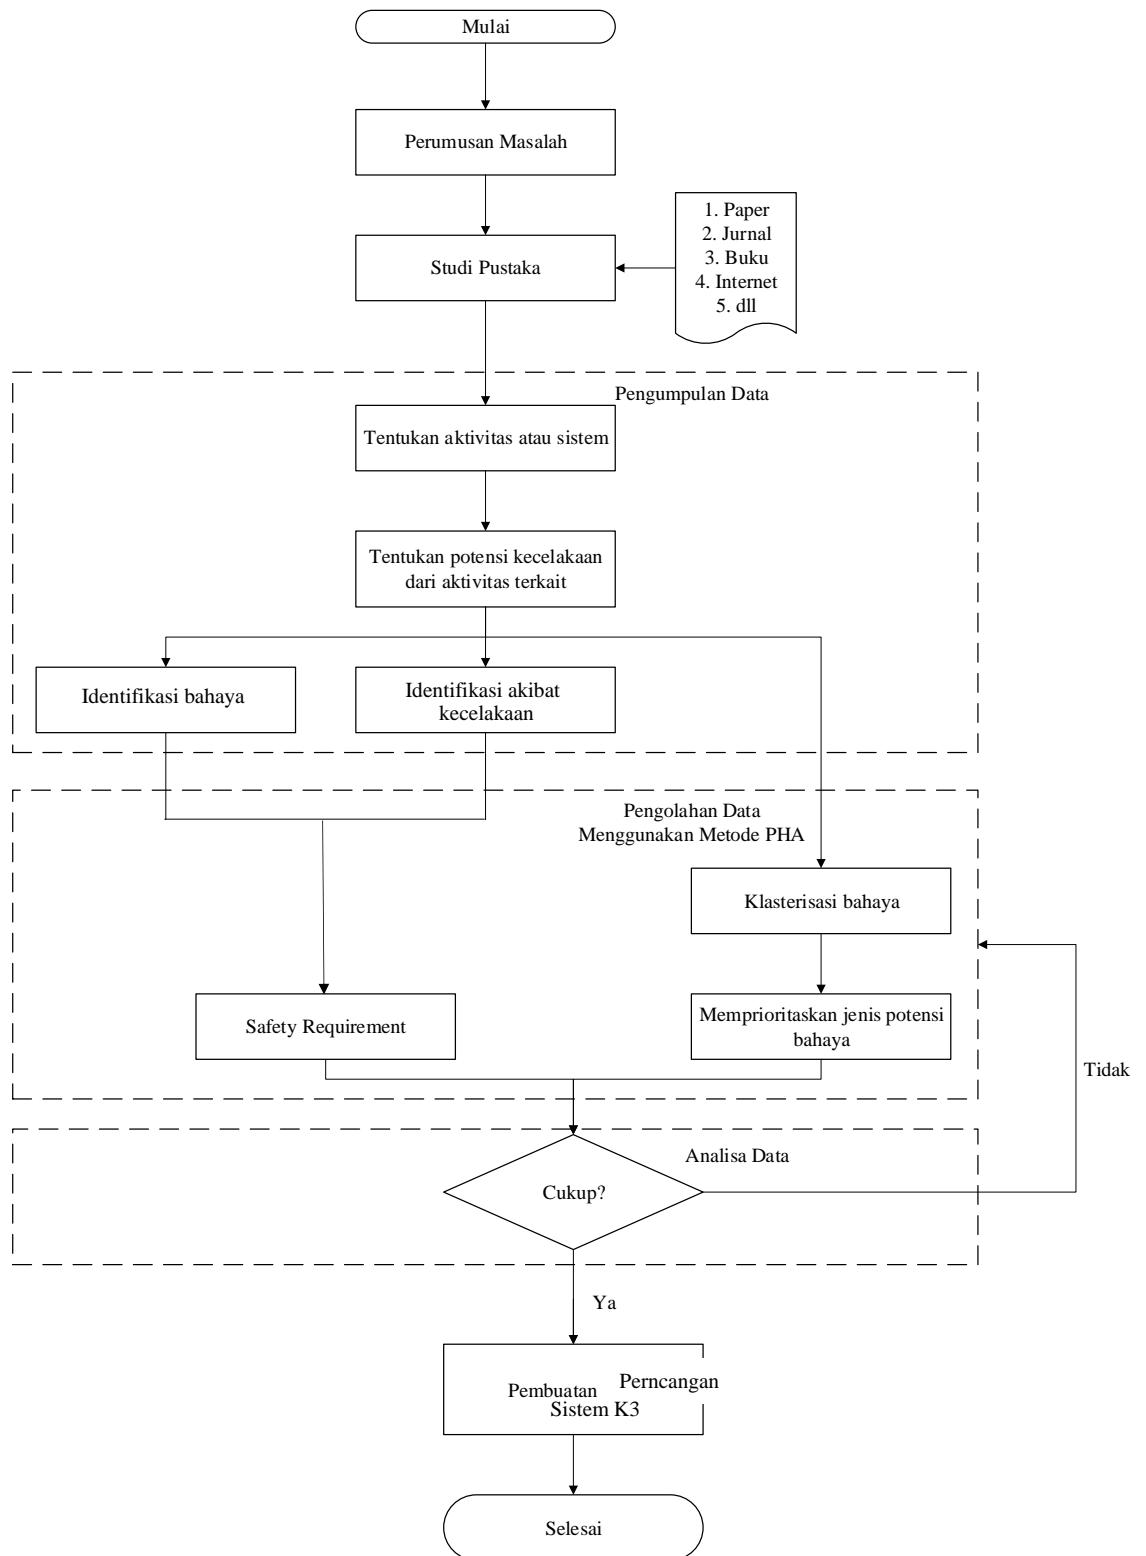 Mulai
Perumusan Masalah
Studi Pustaka
1. Paper
2. Jurnal
3. Buku
4. Internet
5. dll
Pengumpulan Data
Tentukan aktivitas atau sistem
Tentukan potensi kecelakaan
dari aktivitas terkait
Identifikasi bahaya
Identifikasi akibat
kecelakaan
Pengolahan Data
Menggunakan Metode PHA
Klasterisasi bahaya
Safety Requirement
Memprioritaskan jenis potensi
bahaya
Tidak
Analisa Data
Cukup?
Ya
Pembuatan Perncangan
Sistem K3
Selesai